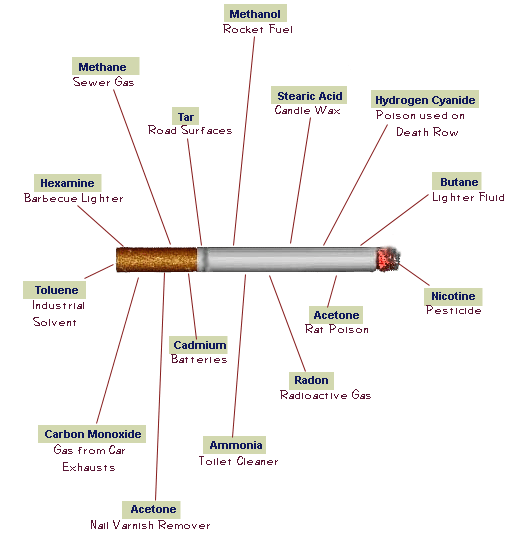 Methanol
Rocket Fuel
Methane
Sewer Gas
Stearic Acid
Candle Wax
Hydrogen Cyanide
Poison used on
Death Row
Tar
Road Surfaces
Hexamine
Barbecue Lighter
Butane
Lighter Fluid
Toluene
Industrial
Solvent
Nicotine
Pesticide
Acetone
Rat Poison
Cadmium
Batteries
Radon
Radioactive Gas
Carbon Monoxide
Gas from Car
Exhausts
Ammonia
Toilet Cleaner
Acetone
Nail Varnish Remover